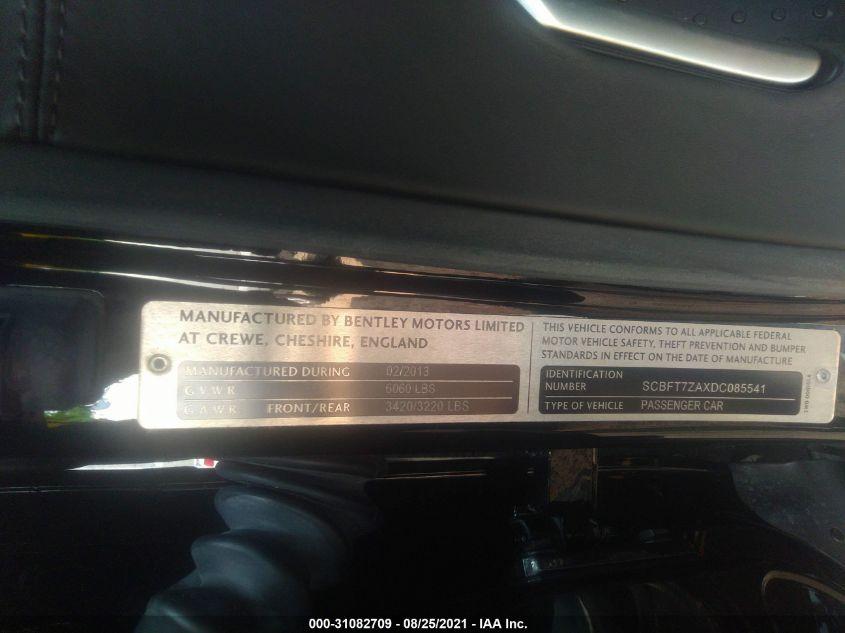 MANUFACTURED BY BENTLEY MOTORS LIMITED
AT CREWE, CHESHIRE, ENGLAND
MANUFACTURED DURING 02/2013
G V W R 6060 LBS
G A W R FRONT/REAR 3420/3220 LBS
THIS VEHICLE CONFORMS TO ALL APPLICABLE FEDERAL
MOTOR VEHICLE SAFETY, THEFT PREVENTION AND BUMPER
STANDARDS IN EFFECT ON THE DATE OF MANUFACTURE
IDENTIFICATION
NUMBER SCBFT7ZAXDC085541
TYPE OF VEHICLE PASSENGER CAR
000-31082709 - 08/25/2021 - IAA Inc.